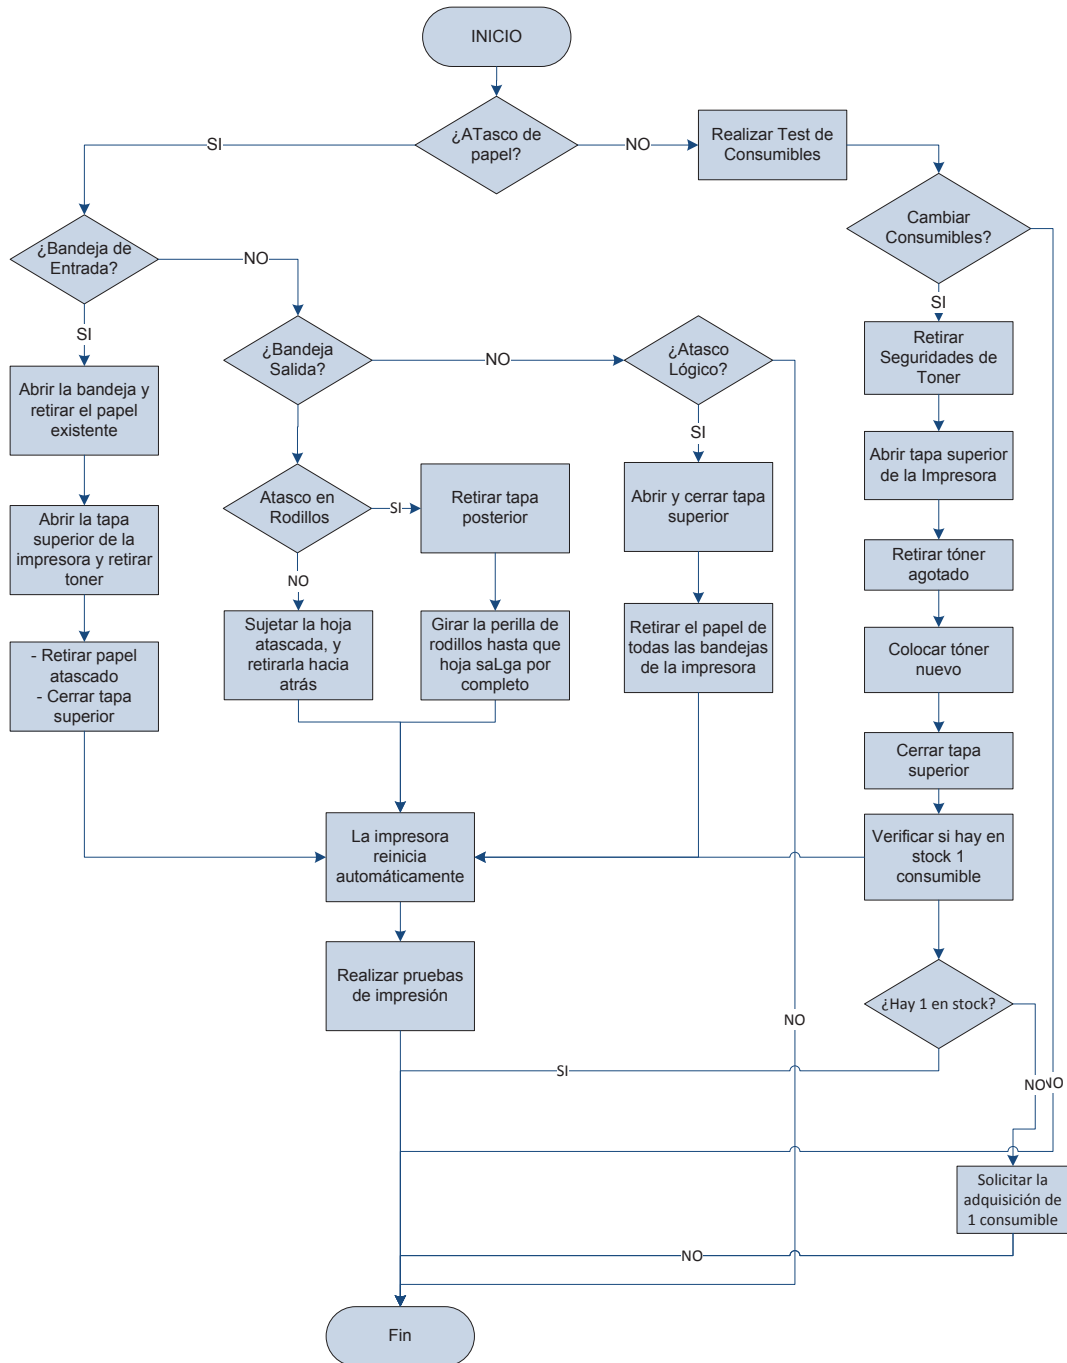 INICIO
¿ATasco de
papel?
SI
NO
Realizar Test de
Consumibles
Cambiar
Consumibles?
¿Bandeja de
Entrada?
NO
SI
SI
¿Bandeja
Salida?
NO
¿Atasco
Lógico?
Retirar
Seguridades de
Toner
Abrir la bandeja y
retirar el papel
existente
SI
Abrir tapa superior
de la Impresora
Atasco en
Rodillos
SI
Retirar tapa
posterior
Abrir y cerrar tapa
superior
Abrir la tapa
superior de la
impresora y retirar
toner
Retirar tóner
agotado
NO
Sujetar la hoja
atascada, y
retirarla hacia
atrás
Girar la perilla de
rodillos hasta que
hoja saLga por
completo
Retirar el papel de
todas las bandejas
de la impresora
Colocar tóner
nuevo
- Retirar papel
atascado
- Cerrar tapa
superior
Cerrar tapa
superior
La impresora
reinicia
automáticamente
Verificar si hay en
stock 1
consumible
Realizar pruebas
de impresión
¿Hay 1 en stock?
NO
SI
NO
NO
Solicitar la
adquisición de
1 consumible
NO
Fin